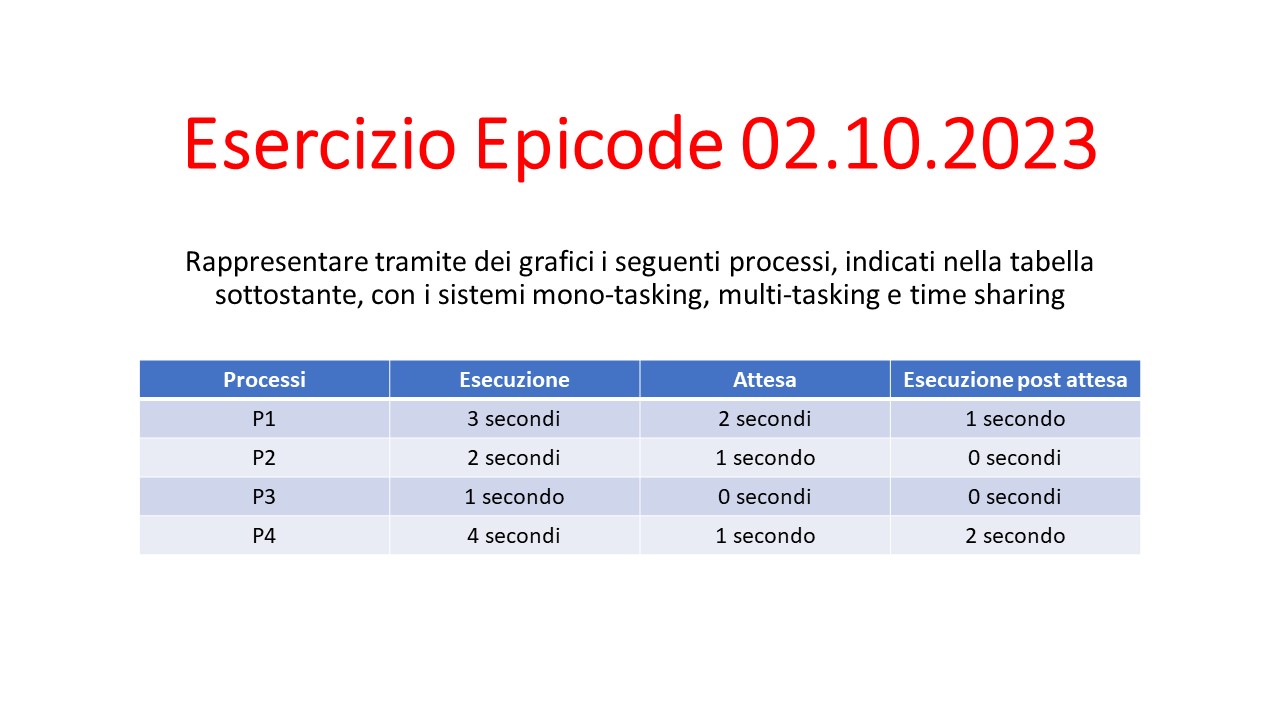 Esercizio Epicode 02.10.2023
Rappresentare tramite dei grafici i seguenti processi, indicati nella tabella
sottostante, con i sistemi mono-tasking, multi-tasking e time sharing
Processi Esecuzione Attesa Esecuzione post attesa
P1 3 secondi 2 secondi 1 secondo
P2 2 secondi 1 secondo 0 secondi
P3 1 secondo 0 secondi 0 secondi
P4 4 secondi 1 secondo 2 secondo